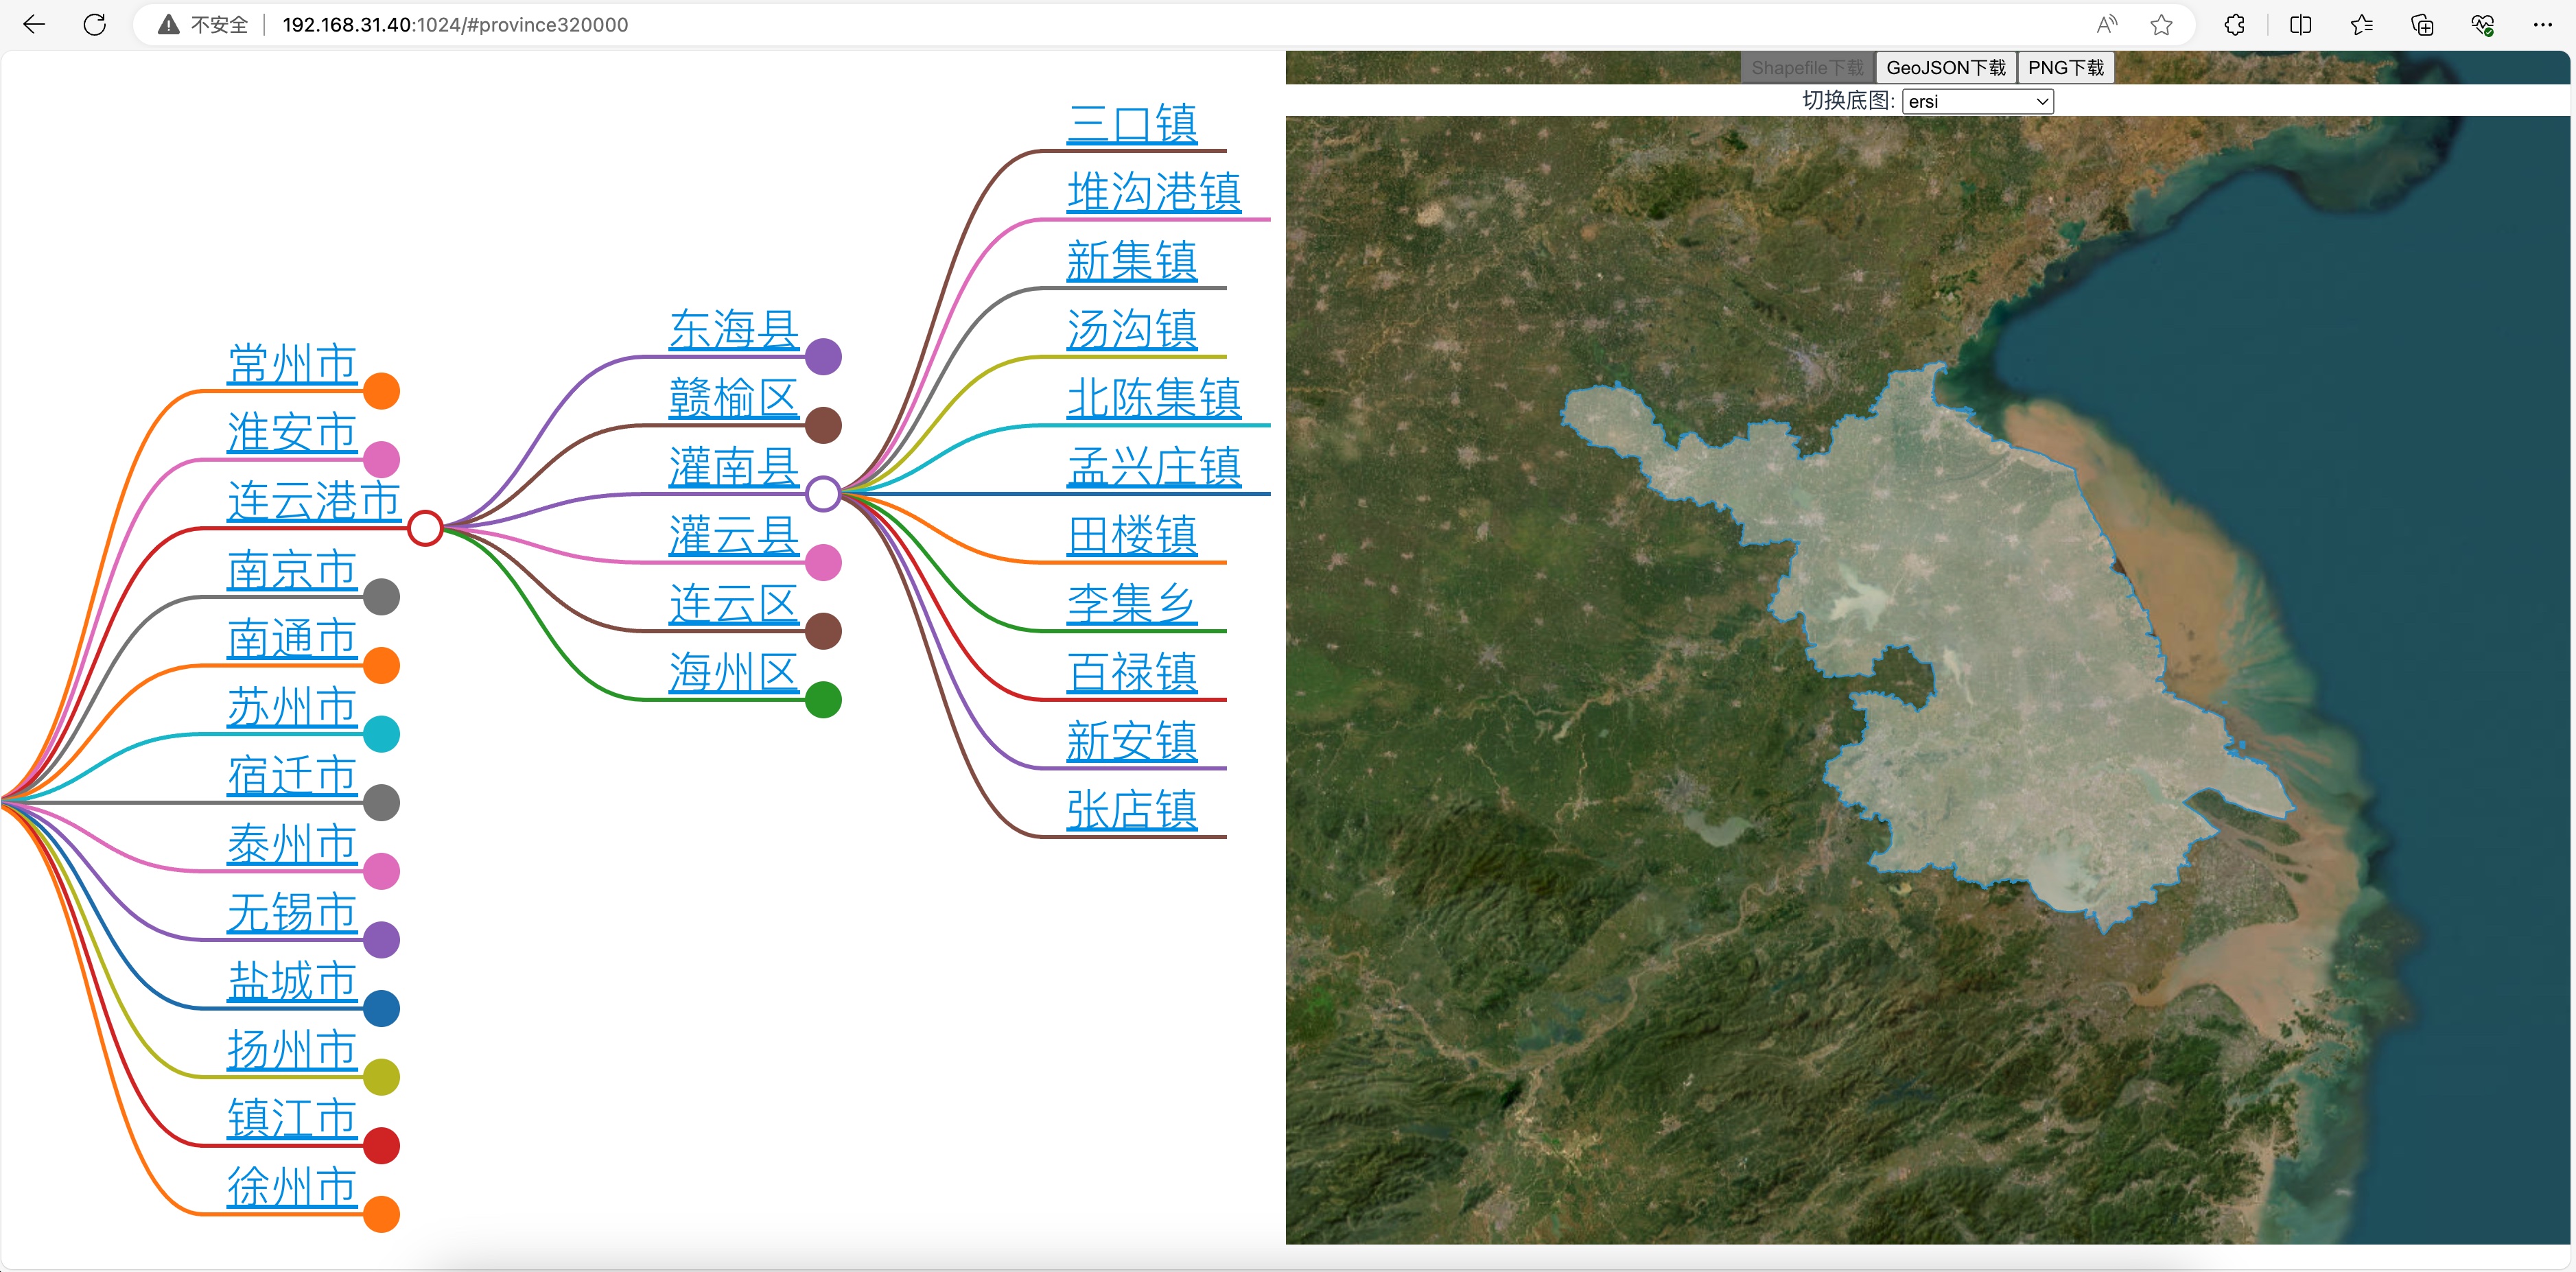 不安全 192.168.31.40:1024/#province320000
常州市
淮安市
连云港市
南京市
南通市
苏州市
宿迁市
泰州市
无锡市
盐城市
扬州市
镇江市
徐州市
东海县
赣榆区
灌南县
灌云县
连云区
海州区
三口镇
堆沟港镇
新集镇
汤沟镇
北陈集镇
孟兴庄镇
田楼镇
李集乡
百禄镇
新安镇
张店镇
Shapefile下载 GeoJSON下载 PNG下载
切换底图: ersi